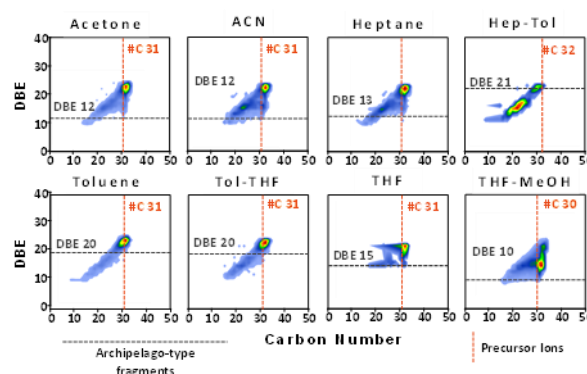 Acetone
ACN
Heptane
Hep-Tol
#C 31
#C 31
#C 31
#C 32
DBE
40
30
20
10
0
DBE 12
DBE 12
DBE 13
DBE 21
0 10 20 30 40 50
0 10 20 30 40 50
0 10 20 30 40 50
0 10 20 30 40 50
Toluene
Tol-THF
THF
THF-MeOH
#C 31
#C 31
#C 31
#C 30
DBE
40
30
20
10
0
DBE 20
DBE 20
DBE 15
DBE 10
0 10 20 30 40 50
0 10 20 30 40 50
0 10 20 30 40 50
0 10 20 30 40 50
Carbon Number
Archipelago-type
fragments
Precursor Ions